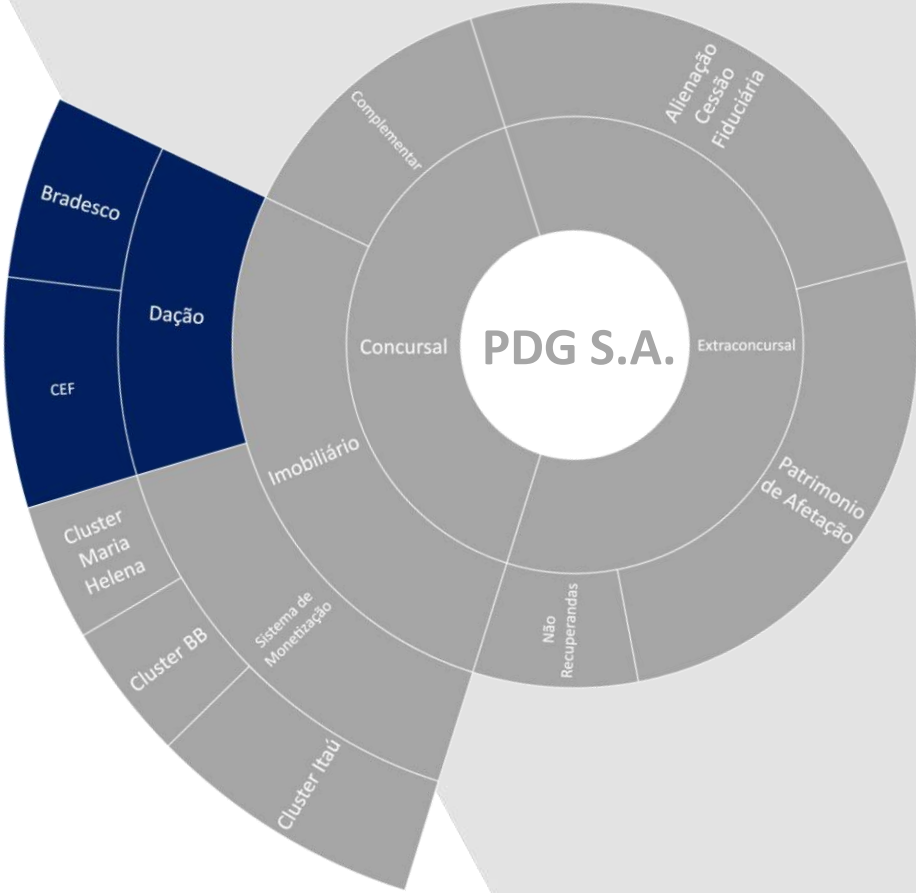 Alienação
Cessão
Fiduciária
Complementar
Bradesco
Dação
Concursal
PDG S.A.
Extraconcursal
CEF
Imobiliário
Patrimonio
de Afetação
Cluster
Maria
Helena
Sistema de
Monetização
Não
Recuperandas
Cluster BB
Cluster Itaú